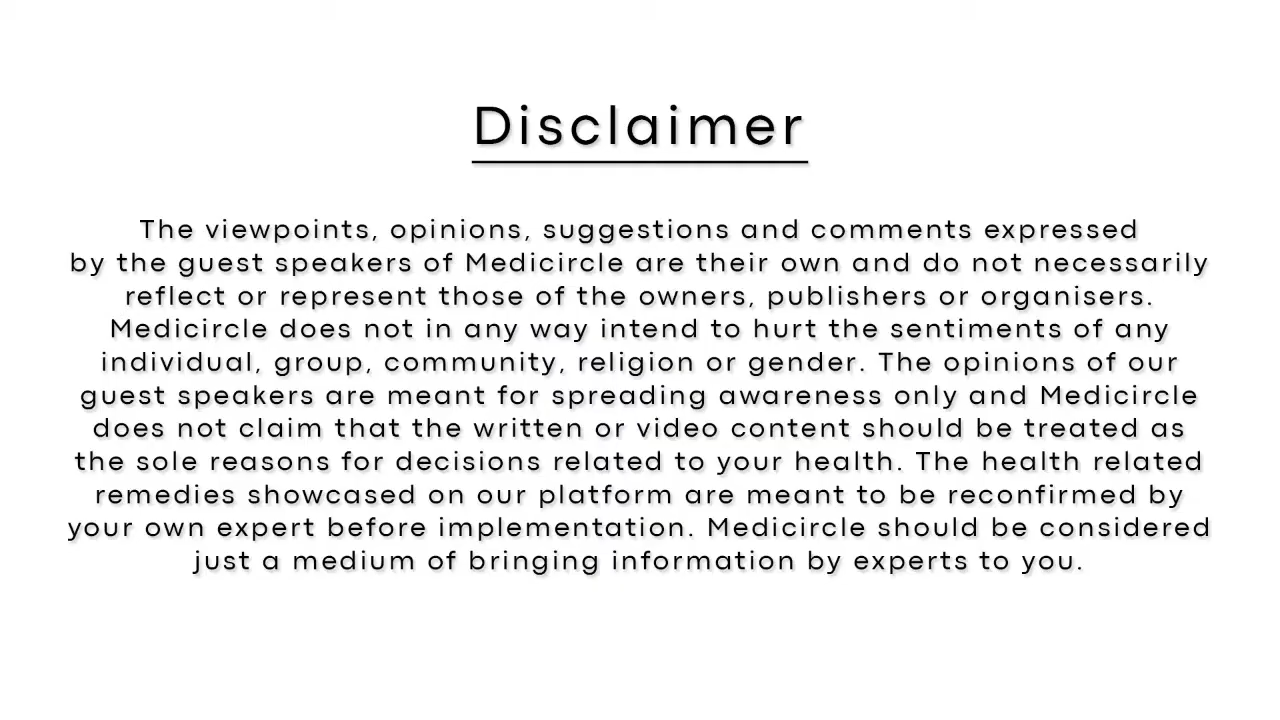 Disclaimer
The viewpoints, opinions, suggestions and comments expressed
by the guest speakers of Medicircle are their own and do not necessarily
reflect or represent those of the owners, publishers or organisers.
Medicircle does not in any way intend to hurt the sentiments of any
individual, group, community, religion or gender. The opinions of our
guest speakers are meant for spreading awareness only and Medicircle
does not claim that the written or video content should be treated as
the sole reasons for decisions related to your health. The health related
remedies showcased on our platform are meant to be reconfirmed by
your own expert before implementation. Medicircle should be considered
just a medium of bringing information by experts to you.